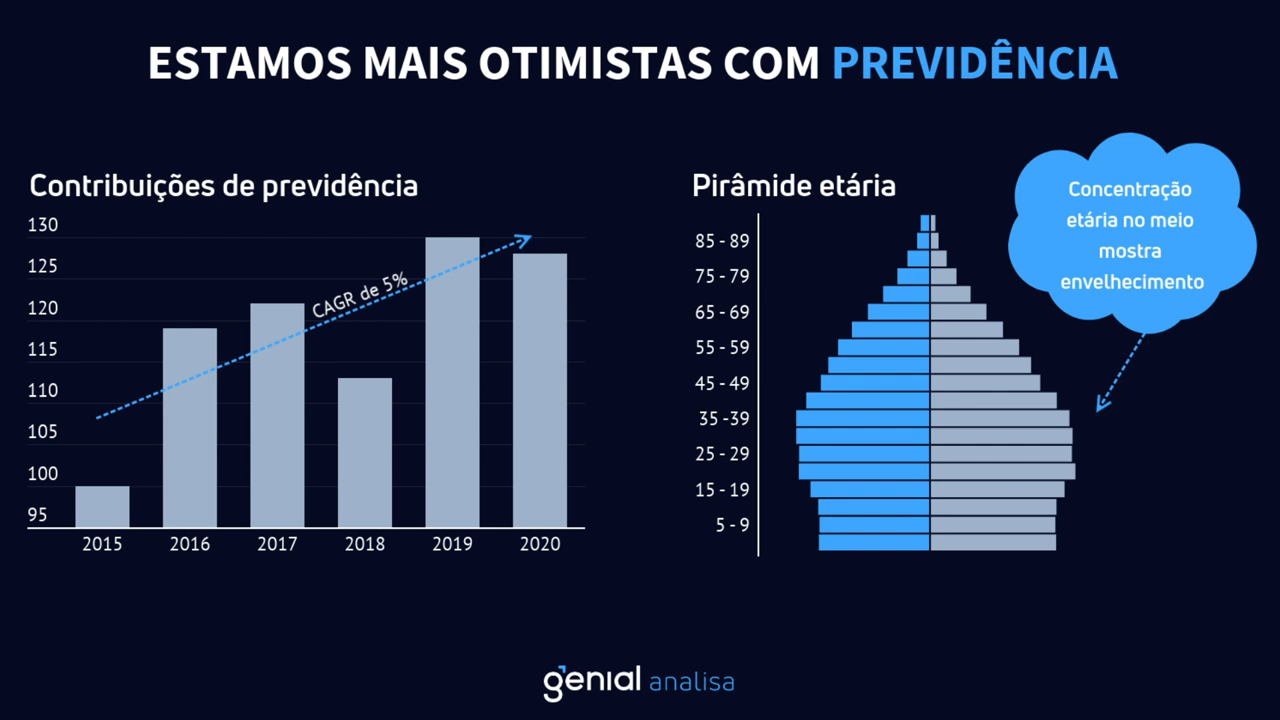 ESTAMOS MAIS OTIMISTAS COM PREVIDÊNCIA
Contribuições de previdência
130
125
120
115
110
105
100
95
CAGR de 5%
2015 2016 2017 2018 2019 2020
Pirâmide etária
85 - 89
75 - 79
65 - 69
55 - 59
45 - 49
35 -39
25 - 29
15 - 19
5 - 9
Concentração
etária no meio
mostra
envelhecimento
genial analisa